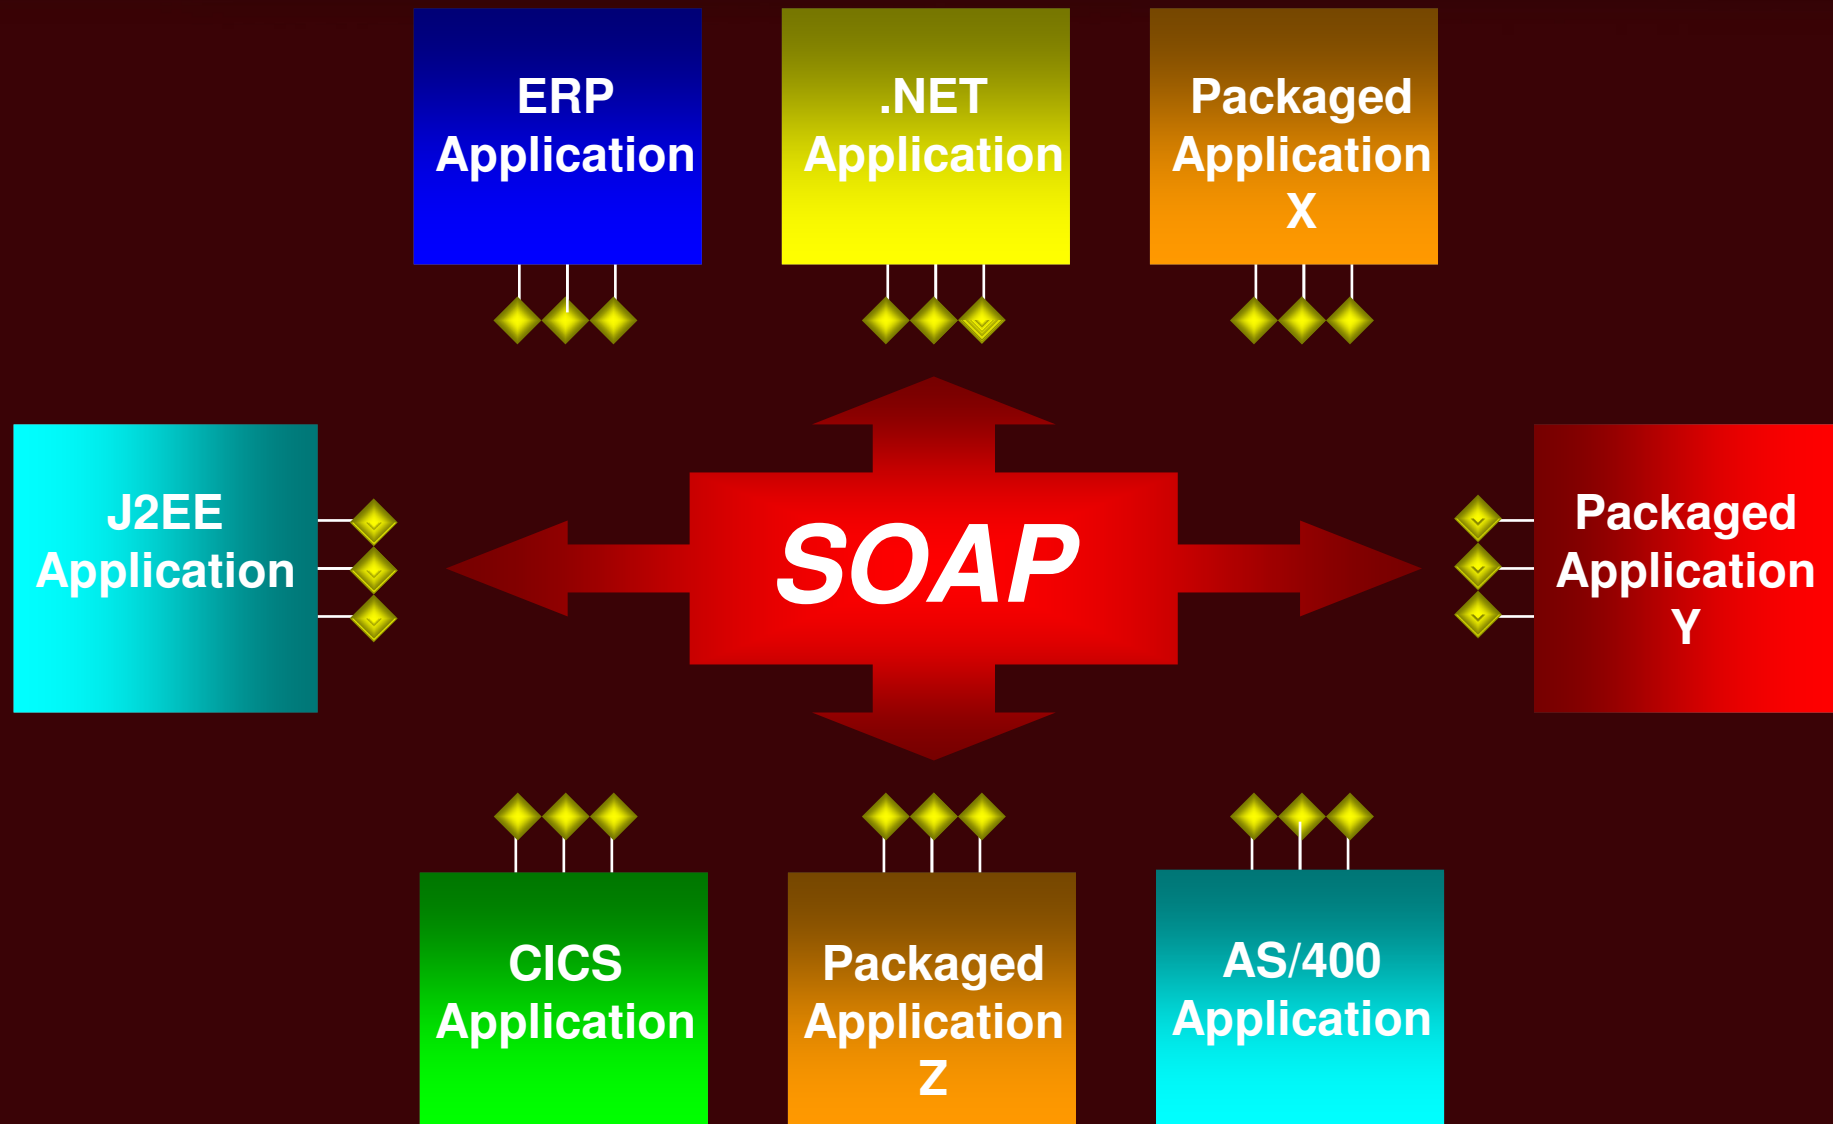 ERP
Application
.NET
Application
Packaged
Application
X
J2EE
Application
SOAP
Packaged
Application
Y
CICS
Application
Packaged
Application
Z
AS/400
Application